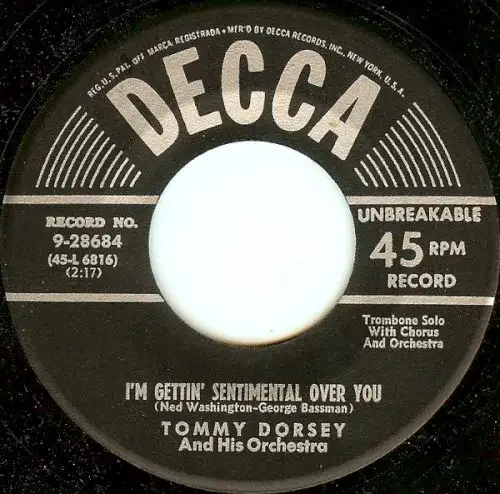 REG. U.S. PAT. OFF. MARCA REGISTRADA • MF'R'D BY DECCA RECORDS, INC., NEW YORK, U.S.A.
DECCA
RECORD NO.
9-28684
(45-L 6816)
(2:17)
UNBREAKABLE
45 RPM
RECORD
Trombone Solo
With Chorus
And Orchestra
I'M GETTIN' SENTIMENTAL OVER YOU
(Ned Washington-George Bassman)
TOMMY DORSEY
And His Orchestra